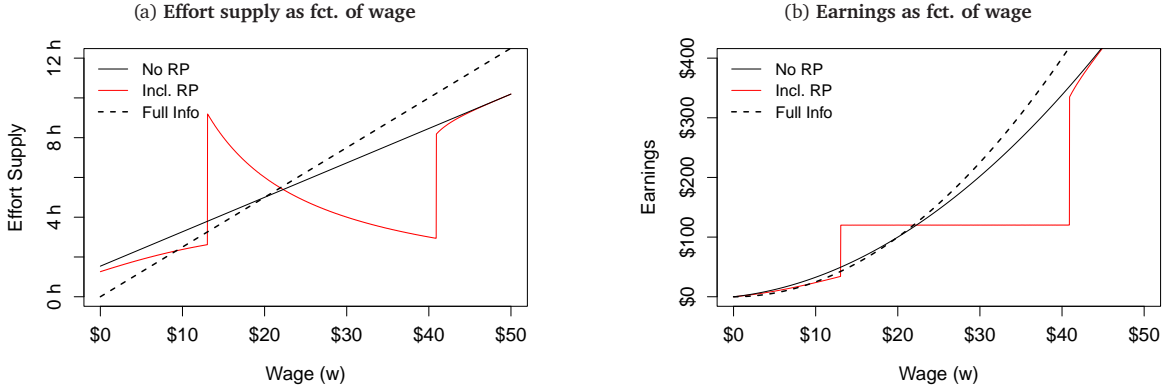 (a) Effort supply as fct. of wage
12 h
8 h
4 h
0 h
Effort Supply
No RP
Incl. RP
Full Info
$0 $10 $20 $30 $40 $50
Wage (w)
(b) Earnings as fct. of wage
$400
$300
$200
$100
$0
Earnings
No RP
Incl. RP
Full Info
$0 $10 $20 $30 $40 $50
Wage (w)